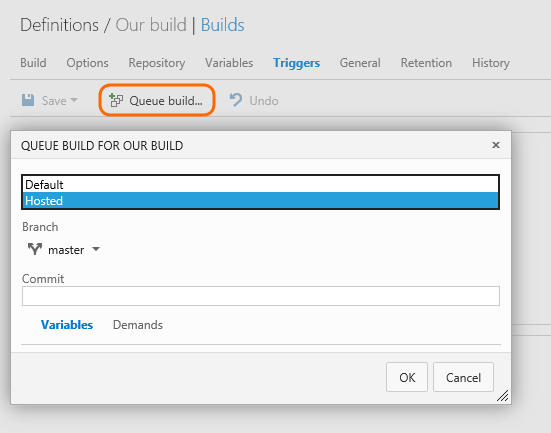 Definitions / Our build | Builds
Build Options Repository Variables Triggers General Retention History
Save Queue build... Undo
QUEUE BUILD FOR OUR BUILD
Default
Hosted
Branch
master
Commit
Variables Demands
OK Cancel